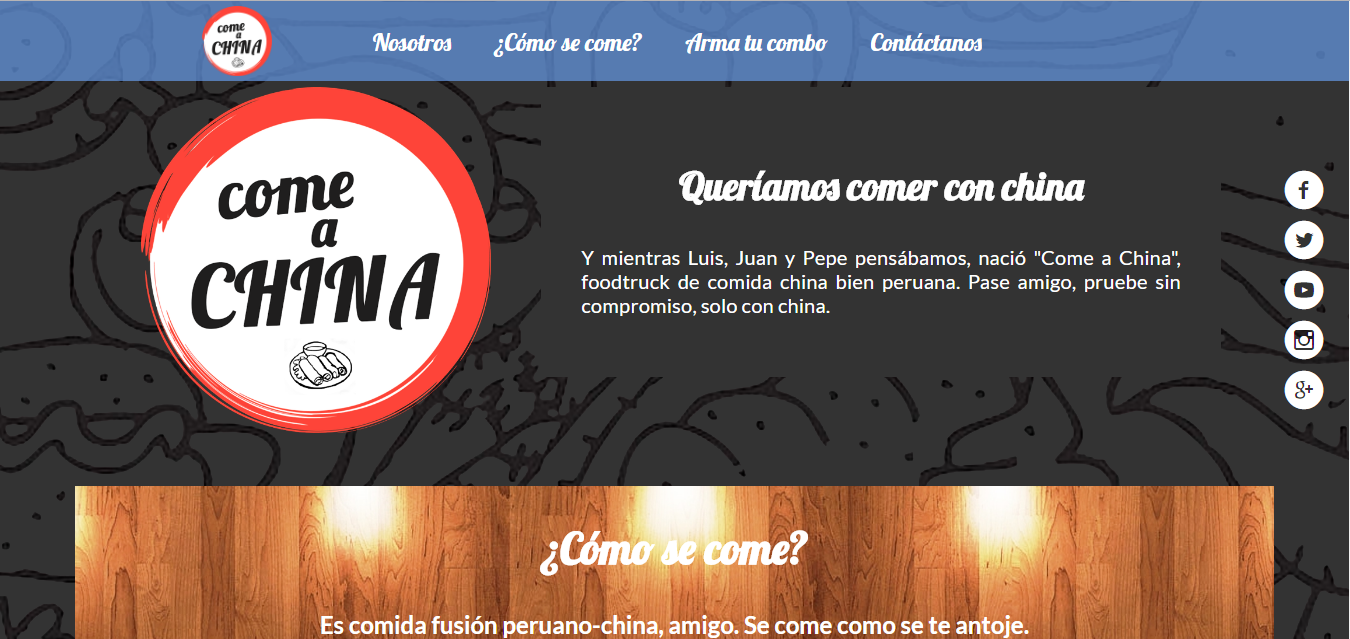 come
a
CHINA
Nosotros
¿Cómo se come?
Arma tu combo
Contáctanos
come
a
CHINA
Queríamos comer con china
Y mientras Luis, Juan y Pepe pensábamos, nació "Come a China",
foodtruck de comida china bien peruana. Pase amigo, pruebe sin
compromiso, solo con china.
¿Cómo se come?
Es comida fusión peruano-china, amigo. Se come como se te antoje.